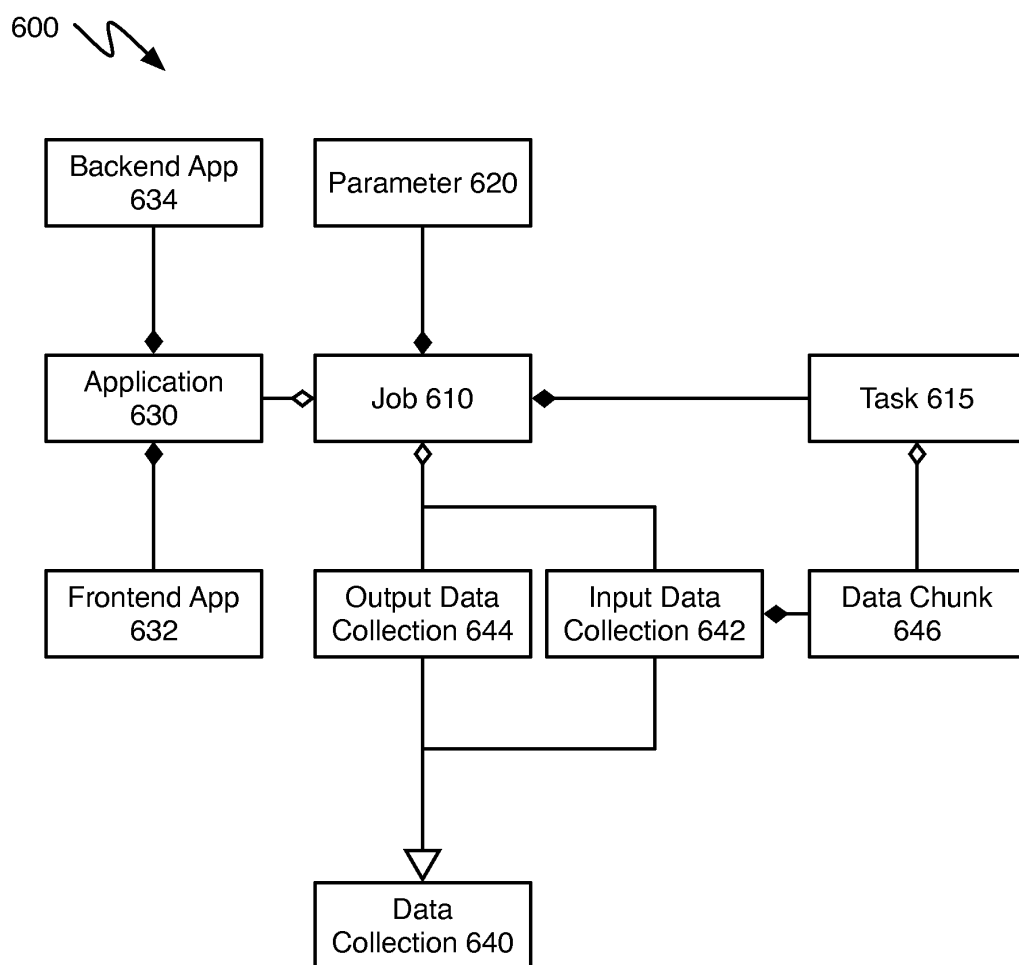 600
Backend App
634
Parameter 620
Application
630
Job 610
Task 615
Frontend App
632
Output Data
Collection 644
Input Data
Collection 642
Data Chunk
646
Data
Collection 640